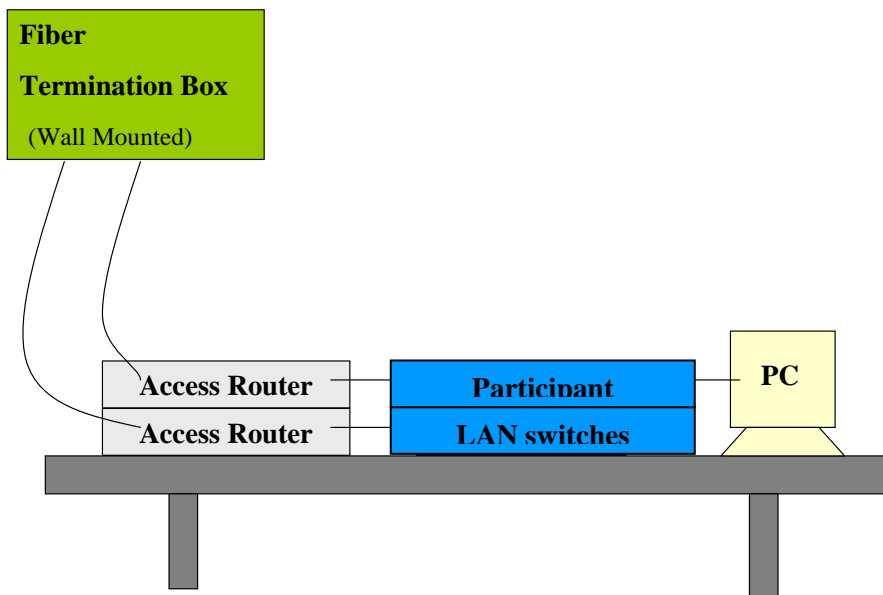 Fiber
Termination Box
(Wall Mounted)
Access Router
Access Router
Participant
LAN switches
PC